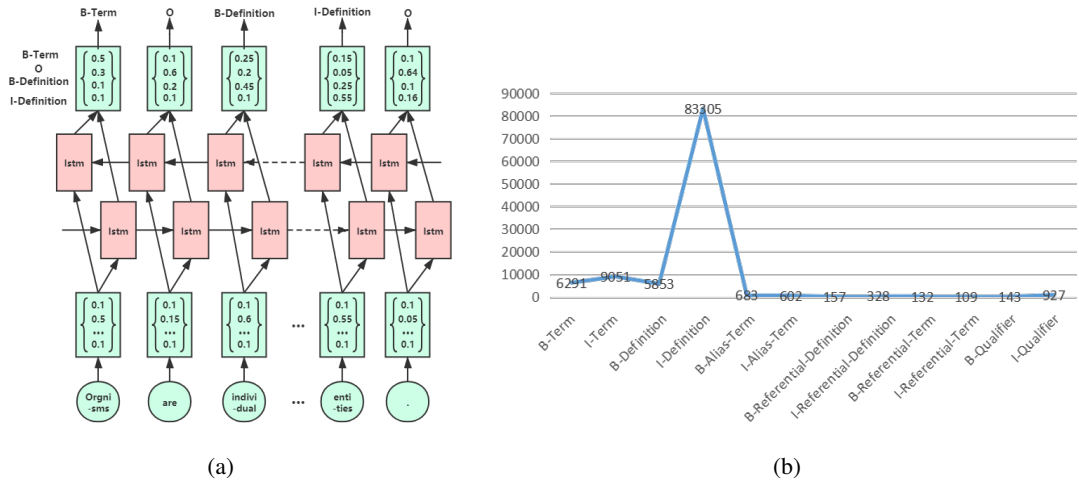 B-Term O B-Definition I-Definition O
B-Term
O
B-Definition
I-Definition
0.5 0.1 0.25 0.15 0.1
0.3 0.6 0.2 0.05 0.64
0.1 0.2 0.45 0.25 0.1
0.1 0.1 0.1 0.55 0.16
lstm lstm lstm lstm lstm
lstm lstm lstm lstm lstm
0.1 0.1 0.1 0.1 0.1
0.5 0.15 0.6 0.55 0.05
... ... ... ... ... ...
0.1 0.1 0.1 0.1 0.1
Orgni are indivi ... enti .
-sms -dual -ties
(a)
90000
80000
70000
60000
50000
40000
30000
20000
10000
0
6291 9051 5853 83305 683 602 157 328 132 109 143 927
B-Term
I-Term
B-Definition
I-Definition
B-Alias-Term
I-Alias-Term
B-Referential-Definition
I-Referential-Definition
B-Referential-Term
I-Referential-Term
B-Qualifier
I-Qualifier
(b)